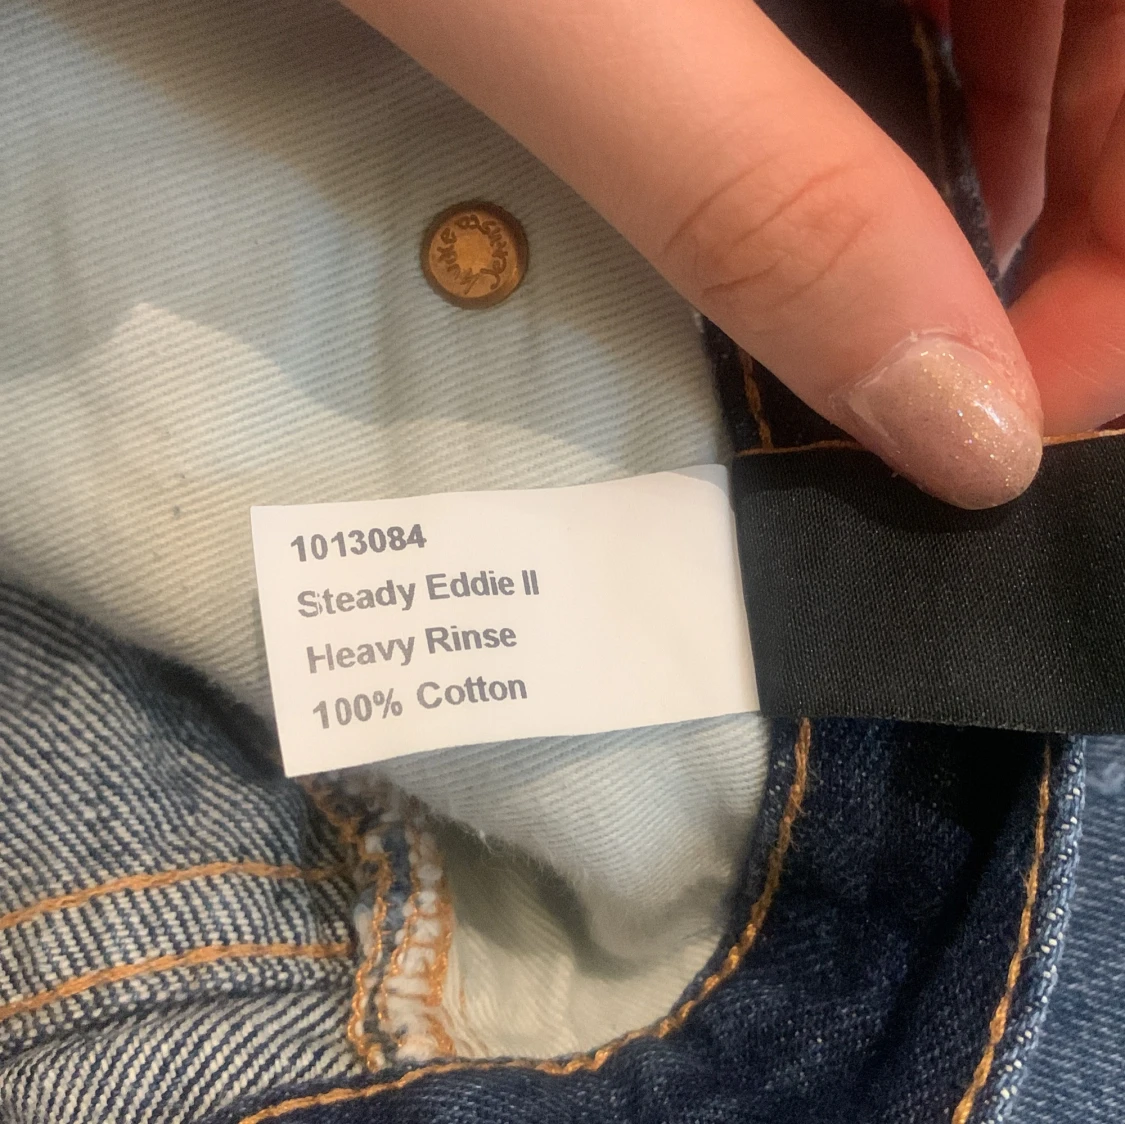 1013084
Steady Eddie II
Heavy Rinse
100% Cotton